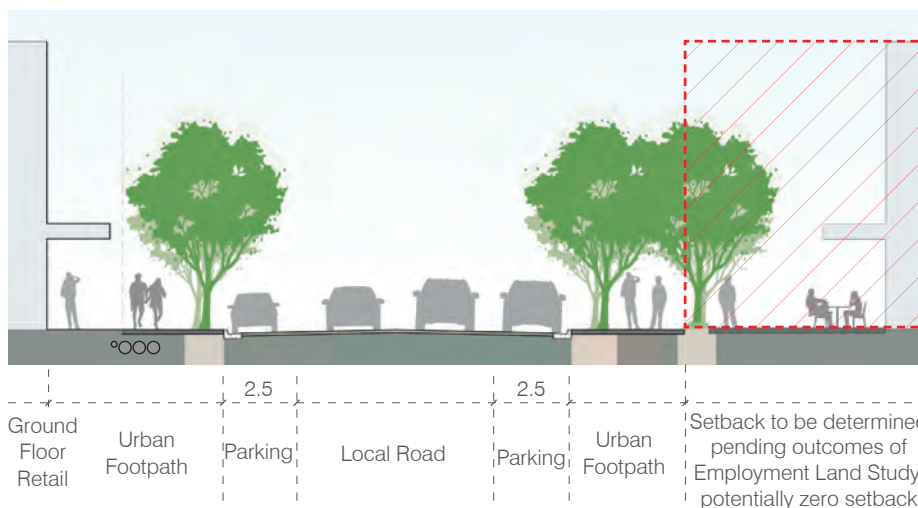 2.5
2.5
Ground
Floor
Retail
Urban
Footpath
Parking
Local Road
Parking
Urban
Footpath
Setback to be determined
pending outcomes of
Employment Land Study,
potentially zero setback